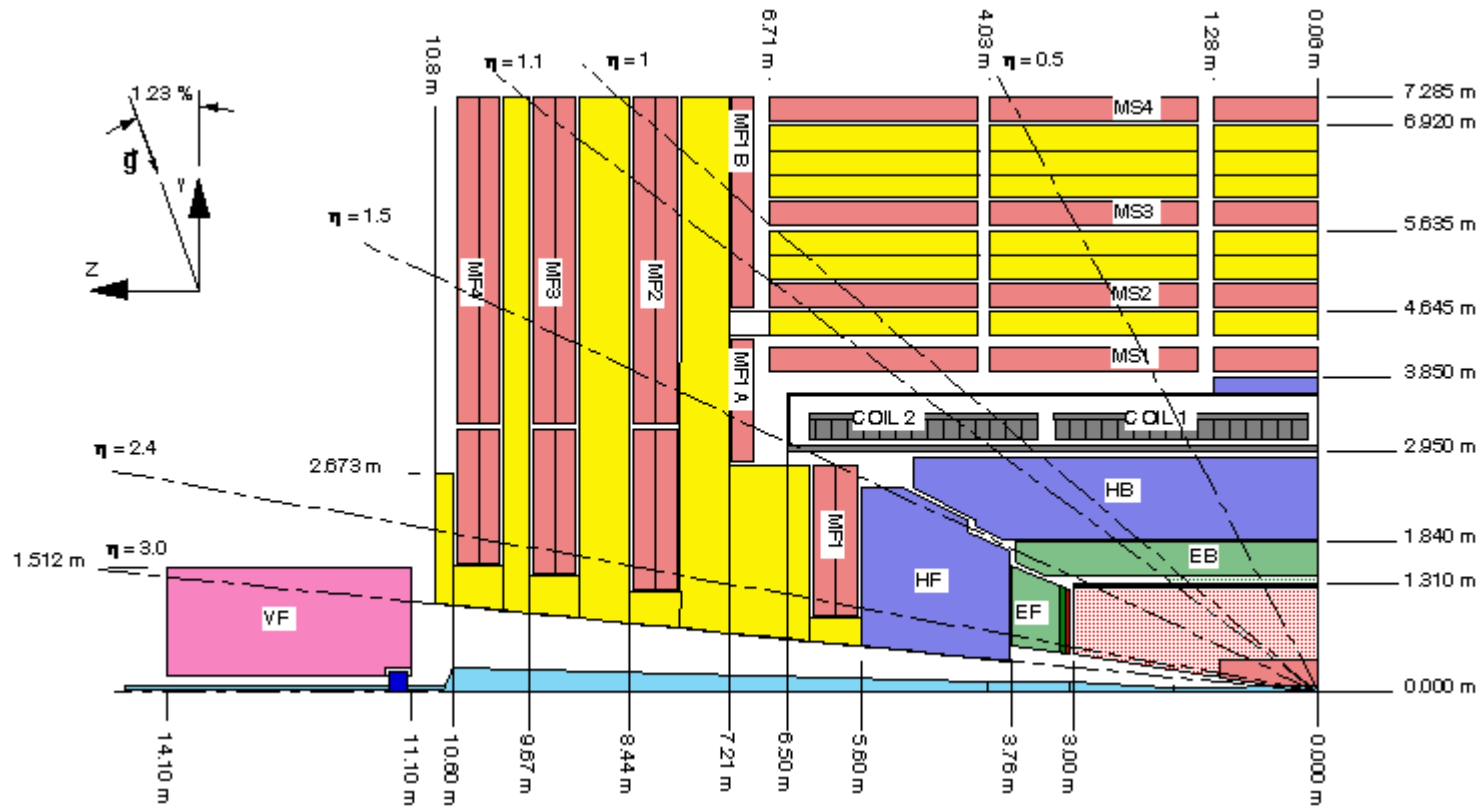 10.8 m
6.71 m
4.03 m
1.28 m
0.08 m
η = 1.1
η = 1
η = 0.5
1.23 %
g
Y
Z
η = 1.5
η = 2.4
η = 3.0
2.673 m
1.512 m
7.285 m
6.920 m
5.635 m
4.645 m
3.850 m
2.950 m
1.840 m
1.310 m
0.000 m
MS4
MS3
MS2
MS1
MF4
MF3
MF2
MF1 B
MF1 A
MF1
COIL 2
COIL 1
HB
EB
HF
EF
VF
14.10 m
11.10 m
10.60 m
9.67 m
8.44 m
7.21 m
6.50 m
5.60 m
3.76 m
3.00 m
0.000 m